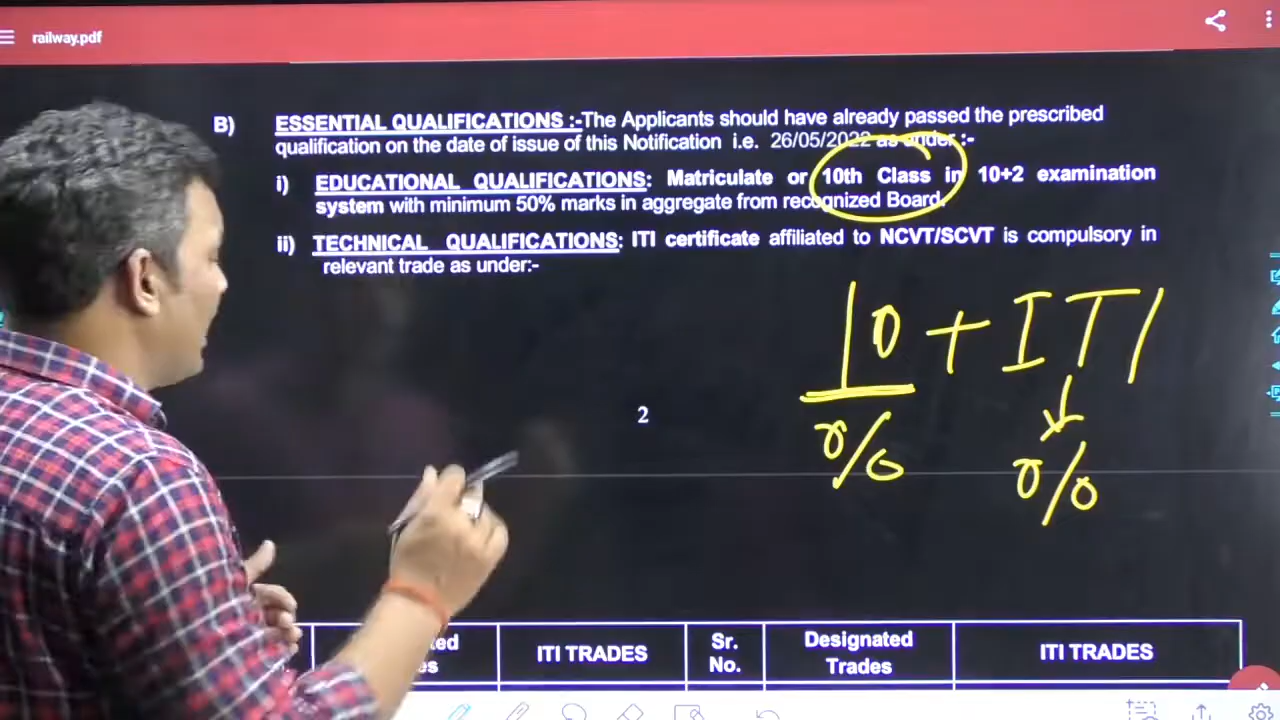 railway.pdf
B) ESSENTIAL QUALIFICATIONS :-The Applicants should have already passed the prescribed
qualification on the date of issue of this Notification i.e. 26/05/2022 as under :-
i) EDUCATIONAL QUALIFICATIONS: Matriculate or 10th Class in 10+2 examination
system with minimum 50% marks in aggregate from recognized Board.
ii) TECHNICAL QUALIFICATIONS: ITI certificate affiliated to NCVT/SCVT is compulsory in
relevant trade as under:-
10 + ITI
% %
2
ITI TRADES Sr. No. Designated Trades ITI TRADES